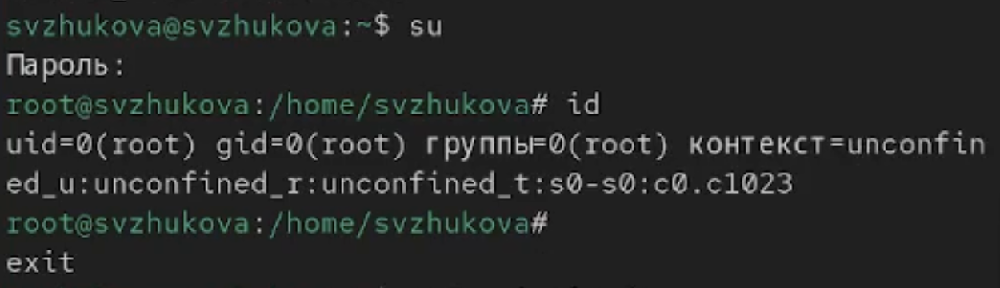 svzhukova@svzhukova:~$ su
Пароль:
root@svzhukova:/home/svzhukova# id
uid=0(root) gid=0(root) группы=0(root) контекст=unconfin
ed_u:unconfined_r:unconfined_t:s0-s0:c0.c1023
root@svzhukova:/home/svzhukova#
exit